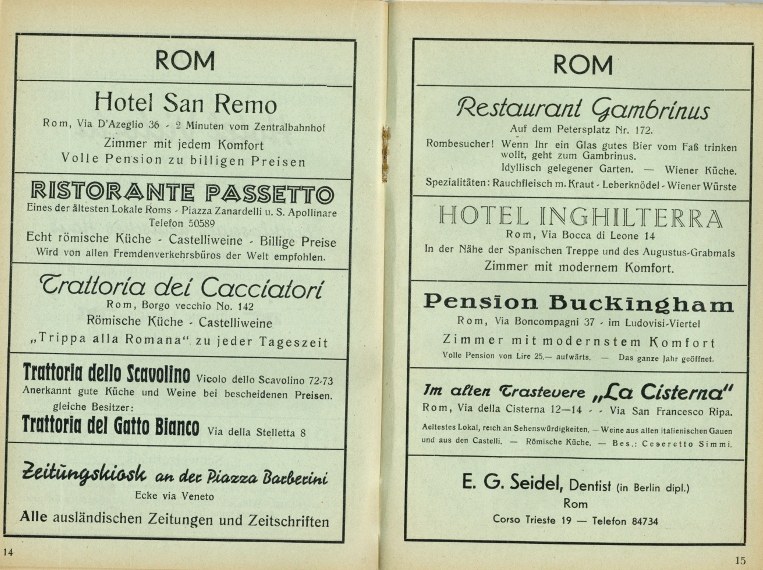 ROM
Hotel San Remo
Rom, Via D'Azeglio 36 - 2 Minuten vom Zentralbahnhof
Zimmer mit jedem Komfort
Volle Pension zu billigen Preisen
RISTORANTE PASSETTO
Eines der ältesten Lokale Roms - Piazza Zanardelli u. S. Apollinare
Telefon 50589
Echt römische Küche - Castelliweine - Billige Preise
Wird von allen Fremdenverkehrsbüros der Welt empfohlen.
Trattoria dei Cacciatori
Rom, Borgo vecchio No. 142
Römische Küche - Castelliweine
„Trippa alla Romana" zu jeder Tageszeit
Trattoria dello Scavolino Vicolo dello Scavolino 72-73
Anerkannt gute Küche und Weine bei bescheidenen Preisen.
gleiche Besitzer:
Trattoria del Gatto Bianco Via della Stelletta 8
Zeitungskiosk an der Piazza Barberini
Ecke via Veneto
Alle ausländischen Zeitungen und Zeitschriften
14
ROM
Restaurant Gambrinus
Auf dem Petersplatz Nr. 172.
Rombesucher! Wenn Ihr ein Glas gutes Bier vom Faß trinken
wollt, geht zum Gambrinus.
Idyllisch gelegener Garten. — Wiener Küche.
Spezialitäten: Rauchfleisch m. Kraut - Leberknödel - Wiener Würste
HOTEL INGHILTERRA
Rom, Via Bocca di Leone 14
In der Nähe der Spanischen Treppe und des Augustus-Grabmals
Zimmer mit modernem Komfort.
Pension Buckingham
Rom, Via Boncompagni 37 - im Ludovisi-Viertel
Zimmer mit modernstem Komfort
Volle Pension von Lire 25,— aufwärts. — Das ganze Jahr geöffnet.
Im alten Trastevere „La Cisterna"
Rom, Via della Cisterna 12—14 - - Via San Francesco Ripa.
Aeltestes Lokal, reich an Sehenswürdigkeiten. — Weine aus allen italienischen Gauen
und aus den Castelli. — Römische Küche. — Bes.: Ceseretto Simmi.
E. G. Seidel, Dentist (in Berlin dipl.)
Rom
Corso Trieste 19 — Telefon 84734
15